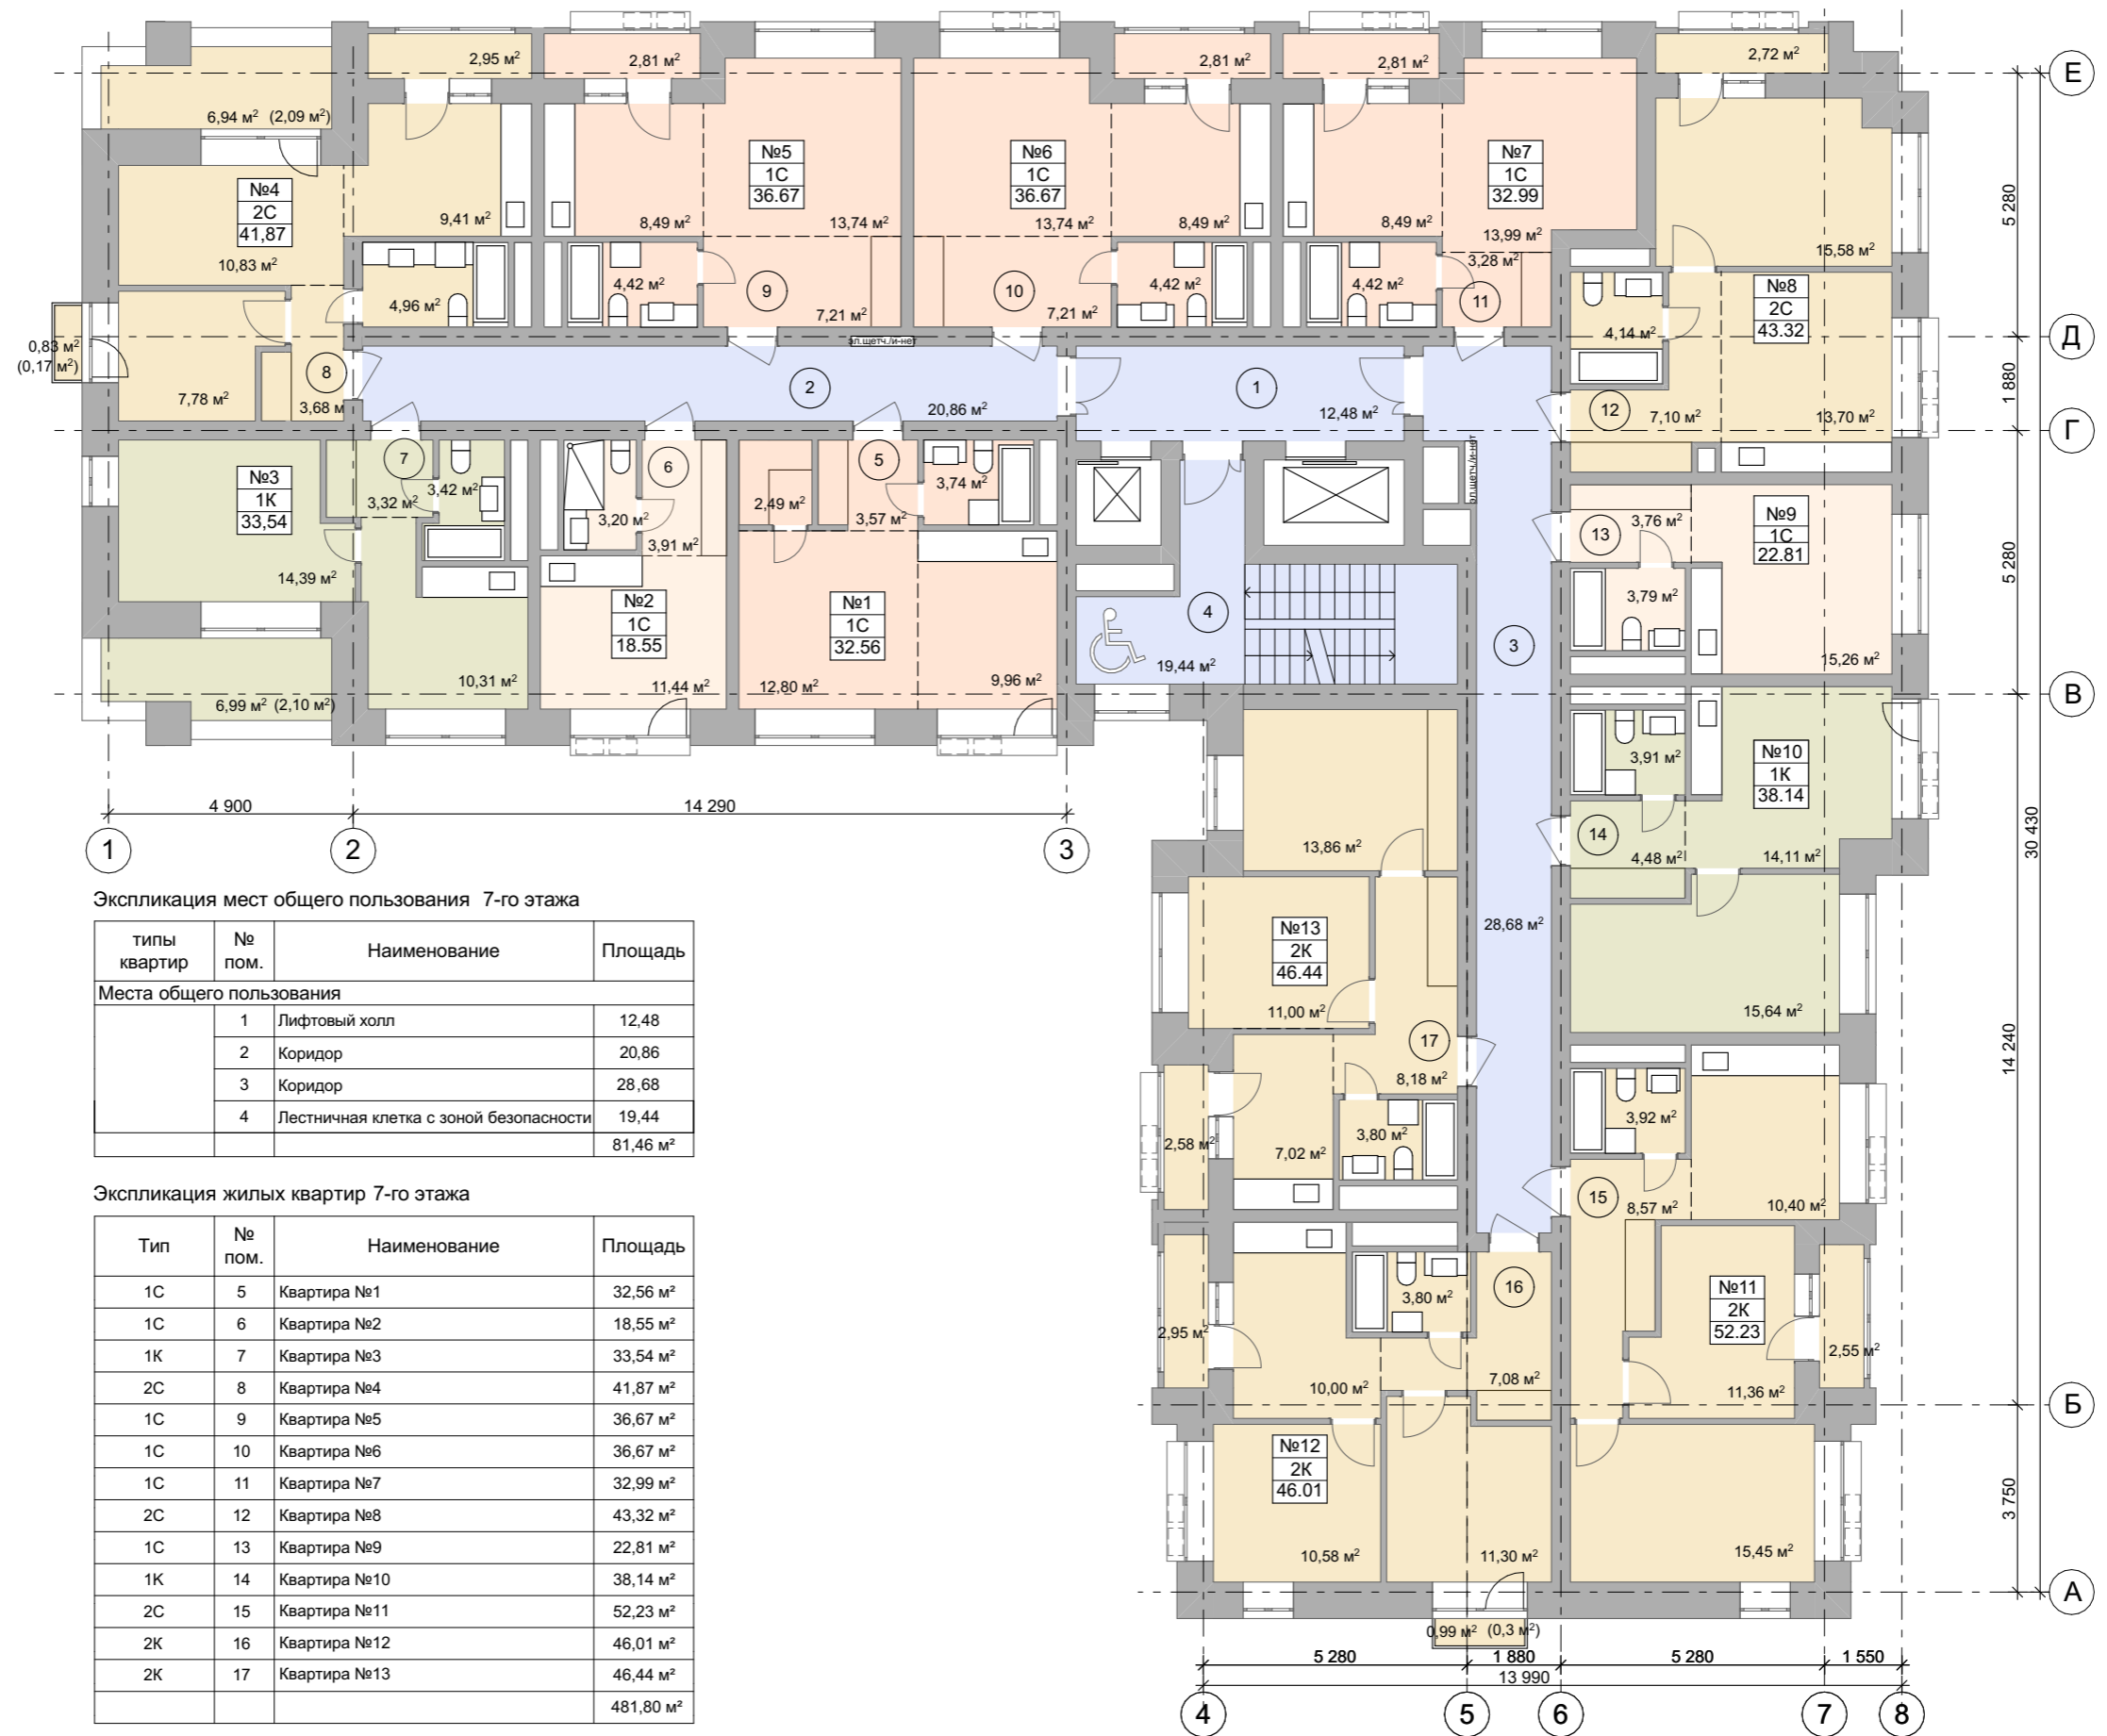 2,95 м²
2,81 м²
2,81 м²
2,81 м²
2,72 м²
Е
6,94 м² (2,09 м²)
№4
2С
41,87
9,41 м²
10,83 м²
№5
1С
36.67
8,49 м²
13,74 м²
№6
1С
36.67
13,74 м²
8,49 м²
№7
1С
32.99
8,49 м²
13,99 м²
3,28 м²
15,58 м²
5 280
4,96 м²
4,42 м²
9
7,21 м²
10
7,21 м²
4,42 м²
4,42 м²
11
№8
2С
43.32
4,14 м²
0,83 м²
(0,17 м²)
7,78 м²
8
3,68 м
эл.щетч./и-нет
Д
2
20,86 м²
1
12,48 м²
12
7,10 м²
13,70 м²
1 880
Г
№3
1К
33,54
7
3,32 м²
3,42 м²
14,39 м²
6
3,20 м²
3,91 м²
2,49 м²
5
3,57 м²
3,74 м²
эл.щетч./и-нет
13
3,76 м²
№9
1С
22.81
3,79 м²
15,26 м²
5 280
№2
1С
18.55
№1
1С
32.56
4
19,44 м²
3
10,31 м²
11,44 м²
12,80 м²
9,96 м²
6,99 м² (2,10 м²)
В
3,91 м²
№10
1К
38.14
14
4,48 м²
14,11 м²
4 900
14 290
1
2
3
13,86 м²
30 430
28,68 м²
№13
2К
46.44
11,00 м²
15,64 м²
17
8,18 м²
14 240
2,58 м²
7,02 м²
3,80 м²
3,92 м²
15
8,57 м²
10,40 м²
2,95 м²
3,80 м²
16
10,00 м²
7,08 м²
№11
2К
52.23
2,55 м²
11,36 м²
Б
№12
2К
46.01
10,58 м²
11,30 м²
15,45 м²
3 750
А
0,99 м² (0,3 м²)
5 280
1 880
5 280
1 550
13 990
4
5
6
7
8
Экспликация мест общего пользования 7-го этажа
типы квартир № пом. Наименование Площадь
Места общего пользования
1 Лифтовый холл 12,48
2 Коридор 20,86
3 Коридор 28,68
4 Лестничная клетка с зоной безопасности 19,44
81,46 м²
Экспликация жилых квартир 7-го этажа
Тип № пом. Наименование Площадь
1С 5 Квартира №1 32,56 м²
1С 6 Квартира №2 18,55 м²
1К 7 Квартира №3 33,54 м²
2С 8 Квартира №4 41,87 м²
1С 9 Квартира №5 36,67 м²
1С 10 Квартира №6 36,67 м²
1С 11 Квартира №7 32,99 м²
2С 12 Квартира №8 43,32 м²
1С 13 Квартира №9 22,81 м²
1К 14 Квартира №10 38,14 м²
2С 15 Квартира №11 52,23 м²
2К 16 Квартира №12 46,01 м²
2К 17 Квартира №13 46,44 м²
481,80 м²